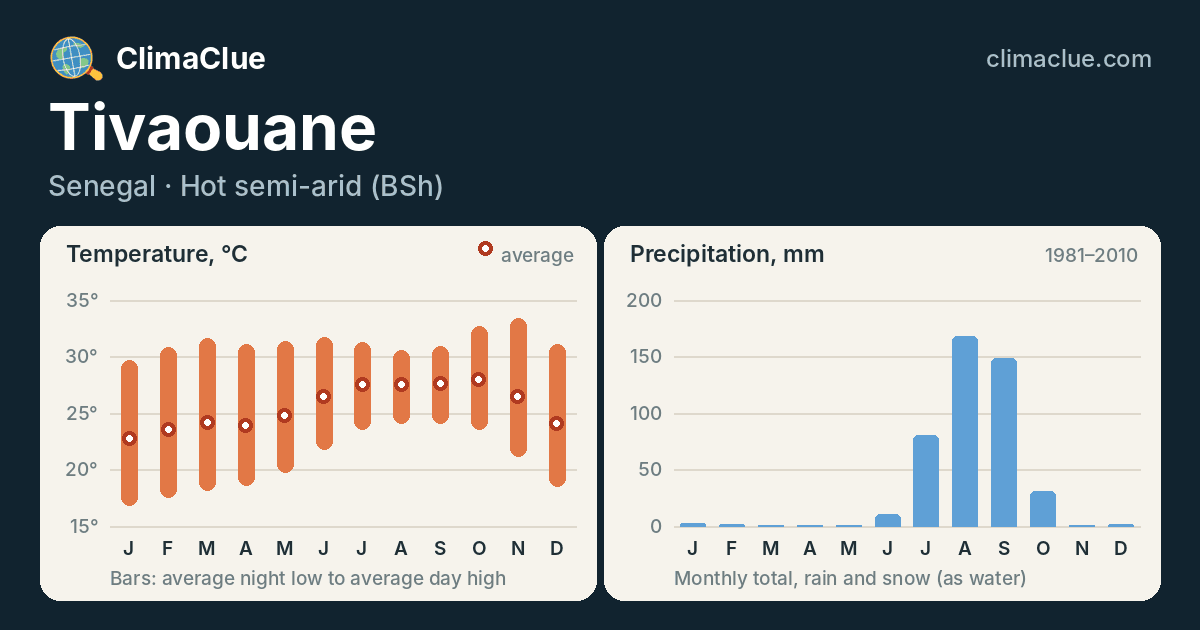 ClimaClue
climaclue.com
Tivaouane
Senegal · Hot semi-arid (BSh)
Temperature, °C
average
35°
30°
25°
20°
15°
J F M A M J J A S O N D
Bars: average night low to average day high
Precipitation, mm
1981–2010
200
150
100
50
0
J F M A M J J A S O N D
Monthly total, rain and snow (as water)